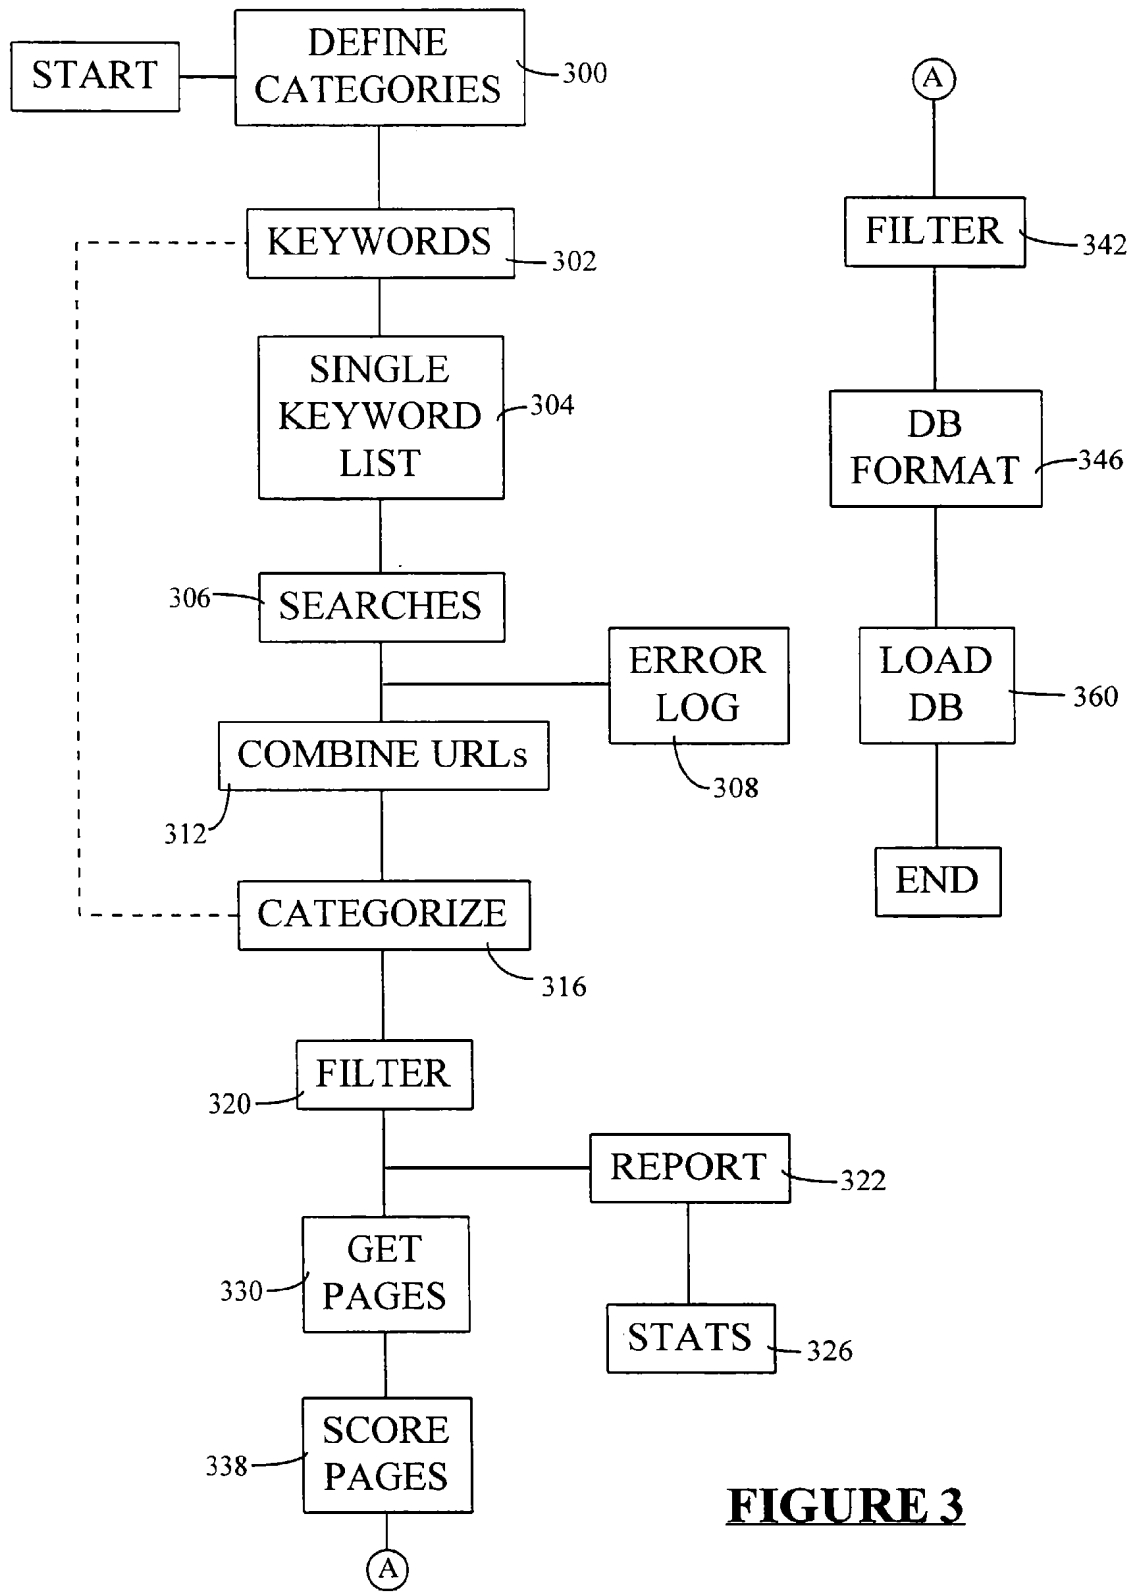 START
DEFINE
CATEGORIES
300
KEYWORDS
302
SINGLE
KEYWORD
LIST
304
306
SEARCHES
ERROR
LOG
308
COMBINE URLs
312
CATEGORIZE
316
FILTER
320
REPORT
322
GET
PAGES
330
STATS
326
SCORE
PAGES
338
A
A
FILTER
342
DB
FORMAT
346
LOAD
DB
360
END
FIGURE 3